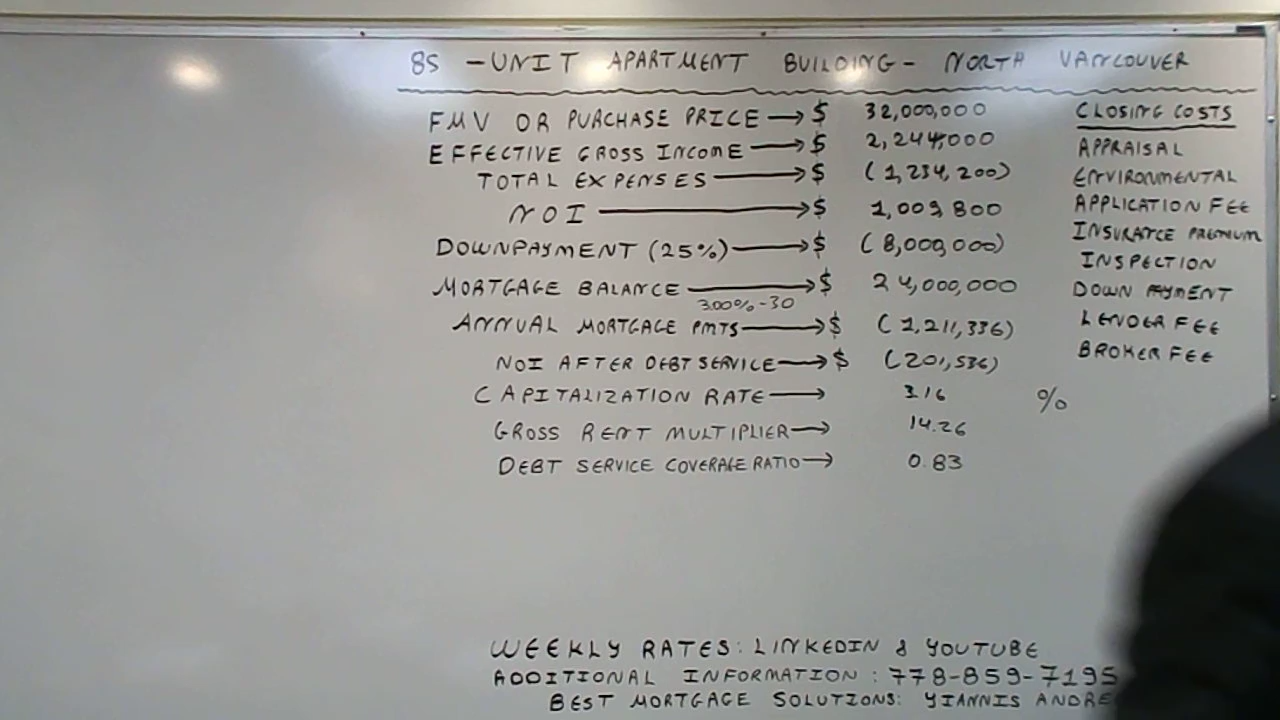 85 - UNIT APARTMENT BUILDING - NORTH VANCOUVER
FMV OR PURCHASE PRICE → $ 32,000,000
EFFECTIVE GROSS INCOME → $ 2,244,000
TOTAL EXPENSES → $ (1,234,200)
NOI → $ 1,009,800
DOWNPAYMENT (25%) → $ (8,000,000)
MORTGAGE BALANCE → $ 24,000,000
3.00% - 30
ANNUAL MORTGAGE PMTS → $ (1,211,336)
NOI AFTER DEBT SERVICE → $ (201,536)
CAPITALIZATION RATE → 3.16 %
GROSS RENT MULTIPLIER → 14.26
DEBT SERVICE COVERAGE RATIO → 0.83
CLOSING COSTS
APPRAISAL
ENVIRONMENTAL
APPLICATION FEE
INSURANCE PREMIUM
INSPECTION
DOWN PAYMENT
LENDER FEE
BROKER FEE
WEEKLY RATES: LINKEDIN & YOUTUBE
ADDITIONAL INFORMATION: 778-859-7195
BEST MORTGAGE SOLUTIONS: YIANNIS ANDRE